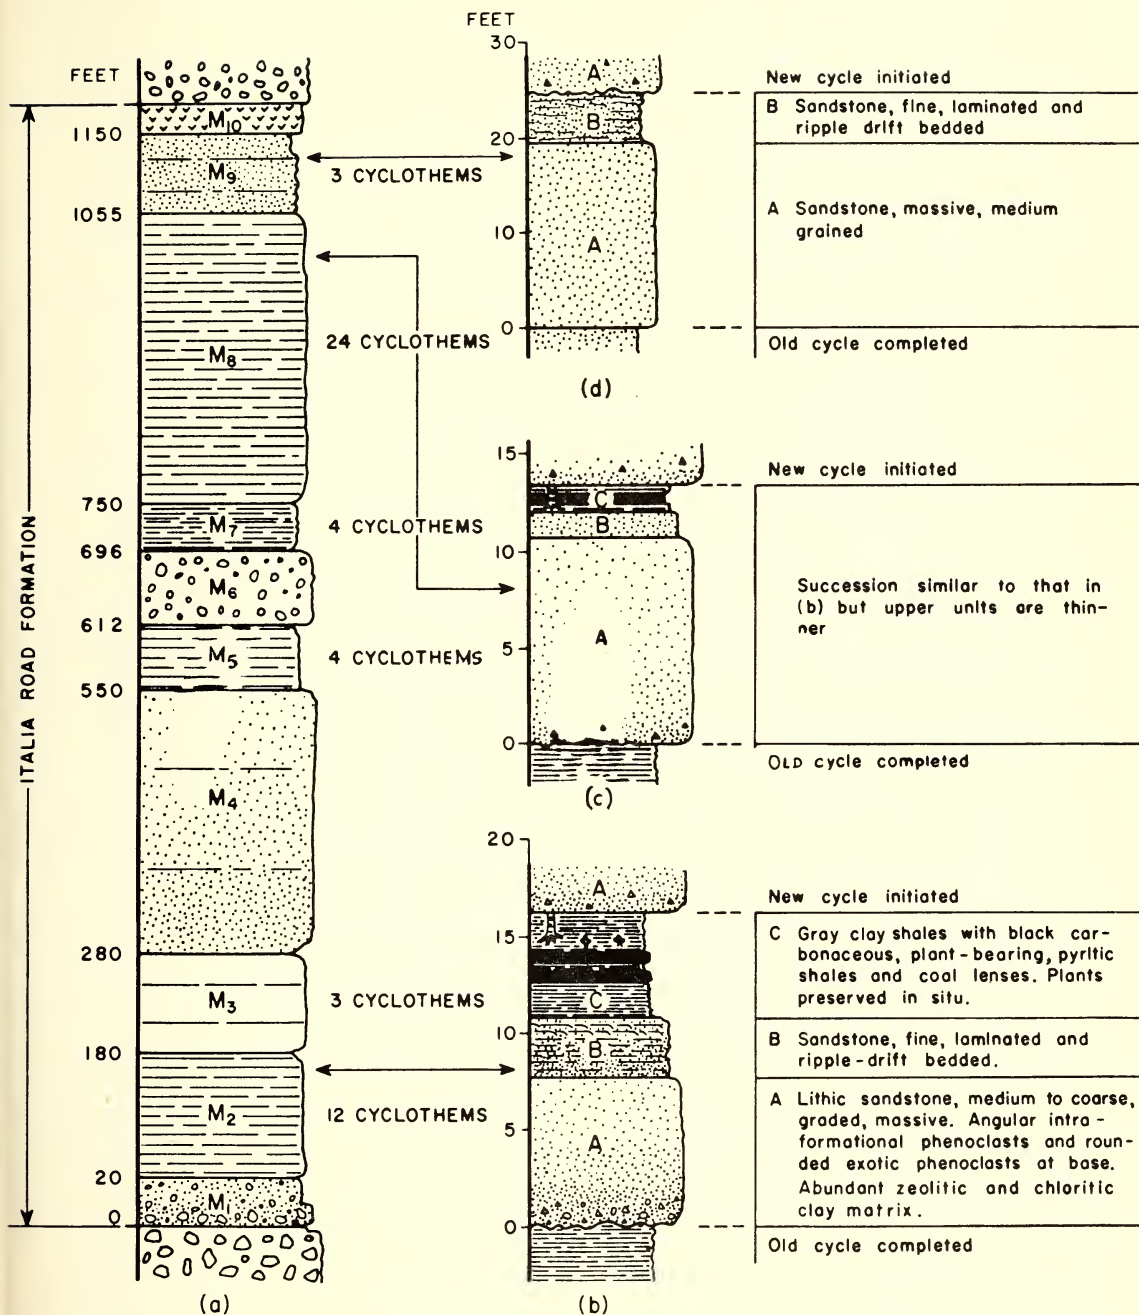 FEET
1150
1055
750
696
612
550
280
180
20
0
ITALIA ROAD FORMATION
M10
M9
M8
M7
M6
M5
M4
M3
M2
M1
(a)
3 CYCLOTHEMS
24 CYCLOTHEMS
4 CYCLOTHEMS
4 CYCLOTHEMS
3 CYCLOTHEMS
12 CYCLOTHEMS
FEET
30
20
10
0
A
B
A
(d)
New cycle initiated
B Sandstone, fine, laminated and
ripple drift bedded
A Sandstone, massive, medium
grained
Old cycle completed
15
10
5
0
C
B
A
(c)
New cycle initiated
Succession similar to that in
(b) but upper units are thin-
ner
OLD cycle completed
20
15
10
5
0
A
C
B
A
(b)
New cycle initiated
C Gray clay shales with black car-
bonaceous, plant-bearing, pyritic
shales and coal lenses. Plants
preserved in situ.
B Sandstone, fine, laminated and
ripple-drift bedded.
A Lithic sandstone, medium to coarse,
graded, massive. Angular intra-
formational phenoclasts and roun-
ded exotic phenoclasts at base.
Abundant zeolitic and chloritic
clay matrix.
Old cycle completed